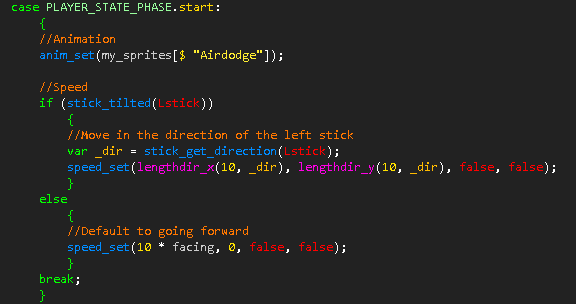 case PLAYER_STATE_PHASE.start:
{
//Animation
anim_set(my_sprites[$ "Airdodge"]);
//Speed
if (stick_tilted(Lstick))
{
//Move in the direction of the left stick
var _dir = stick_get_direction(Lstick);
speed_set(lengthdir_x(10, _dir), lengthdir_y(10, _dir), false, false);
}
else
{
//Default to going forward
speed_set(10 * facing, 0, false, false);
}
break;
}